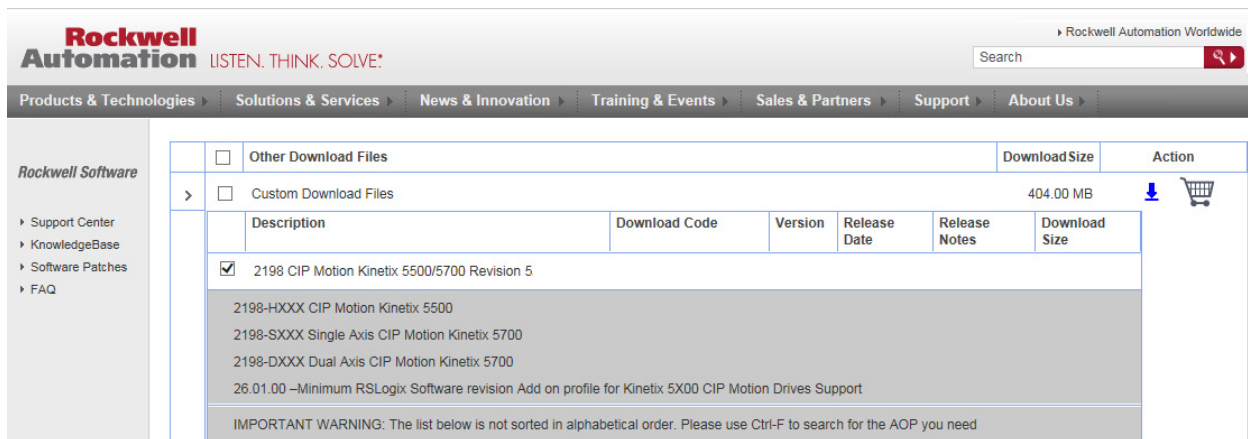 Rockwell Automation Worldwide
Rockwell
Automation LISTEN. THINK. SOLVE.
Search
Products & Technologies Solutions & Services News & Innovation Training & Events Sales & Partners Support About Us
Rockwell Software
Support Center
KnowledgeBase
Software Patches
FAQ
Other Download Files Download Size Action
Custom Download Files 404.00 MB
Description Download Code Version Release Date Release Notes Download Size
2198 CIP Motion Kinetix 5500/5700 Revision 5.
2198-HXXX CIP Motion Kinetix 5500
2198-SXXX Single Axis CIP Motion Kinetix 5700
2198-DXXX Dual Axis CIP Motion Kinetix 5700
26.01.00 –Minimum RSLogix Software revision Add on profile for Kinetix 5X00 CIP Motion Drives Support
IMPORTANT WARNING: The list below is not sorted in alphabetical order. Please use Ctrl-F to search for the AOP you need